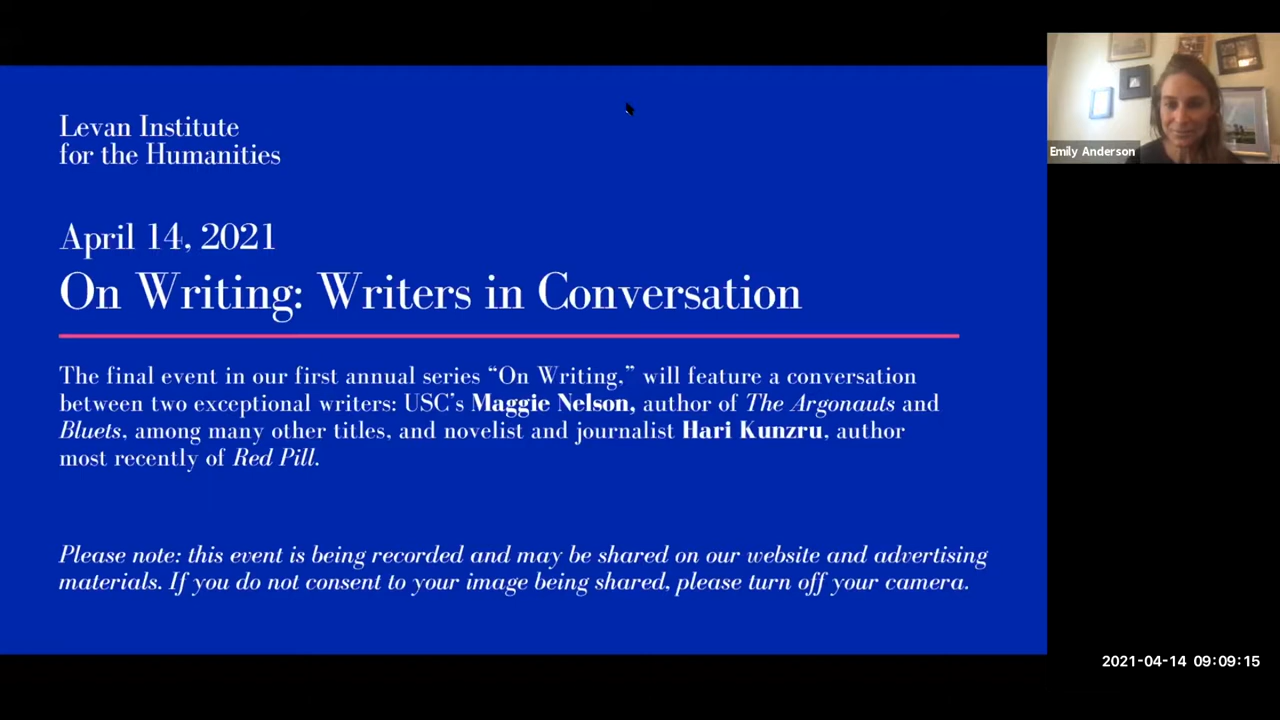 Levan Institute
for the Humanities
April 14, 2021
On Writing: Writers in Conversation
The final event in our first annual series “On Writing,” will feature a conversation
between two exceptional writers: USC’s Maggie Nelson, author of The Argonauts and
Bluets, among many other titles, and novelist and journalist Hari Kunzru, author
most recently of Red Pill.
Please note: this event is being recorded and may be shared on our website and advertising
materials. If you do not consent to your image being shared, please turn off your camera.
Emily Anderson
2021-04-14 09:09:15